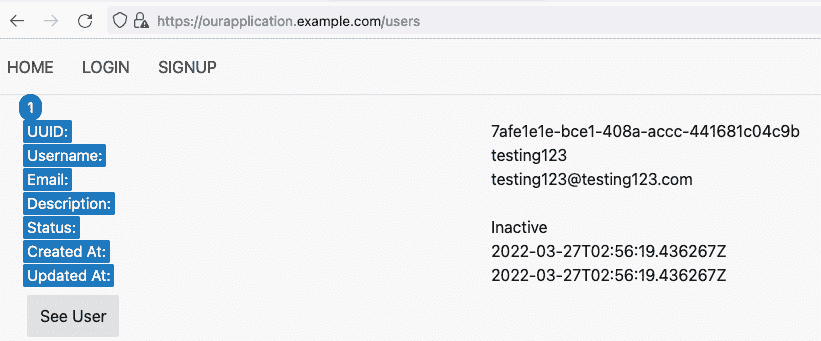 https://ourapplication.example.com/users
HOME LOGIN SIGNUP
1
UUID: 7afe1e1e-bce1-408a-accc-441681c04c9b
Username: testing123
Email: testing123@testing123.com
Description:
Status: Inactive
Created At: 2022-03-27T02:56:19.436267Z
Updated At: 2022-03-27T02:56:19.436267Z
See User